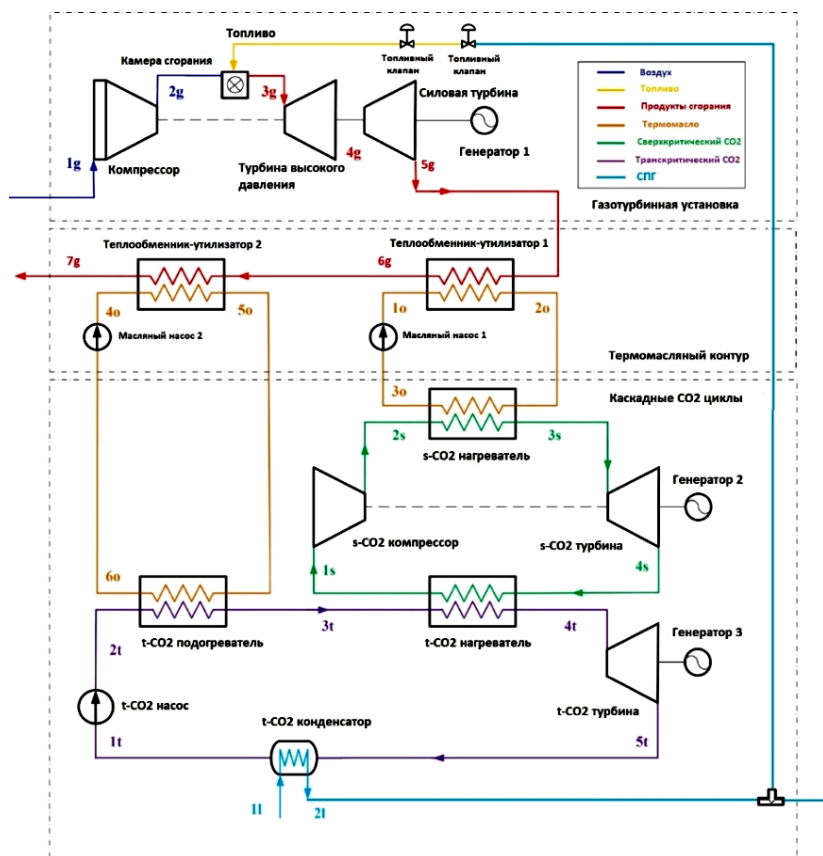 Топливо
Камера сгорания
Топливный
клапан
Топливный
клапан
2g
3g
Силовая турбина
Воздух
Топливо
Продукты сгорания
Термомасло
Сверхкритический CO2
Транскритический CO2
СПГ
1g
Компрессор
Турбина высокого
давления
4g
5g
Генератор 1
Газотурбинная установка
Теплообменник-утилизатор 2
Теплообменник-утилизатор 1
7g
6g
4o
5o
1o
2o
Масляный насос 2
Масляный насос 1
Термомасляный контур
3o
Каскадные CO2 циклы
2s
3s
s-CO2 нагреватель
Генератор 2
s-CO2 компрессор
s-CO2 турбина
1s
4s
6o
2t
t-CO2 подогреватель
3t
t-CO2 нагреватель
4t
Генератор 3
t-CO2 насос
t-CO2 конденсатор
t-CO2 турбина
1t
5t
1l
2l